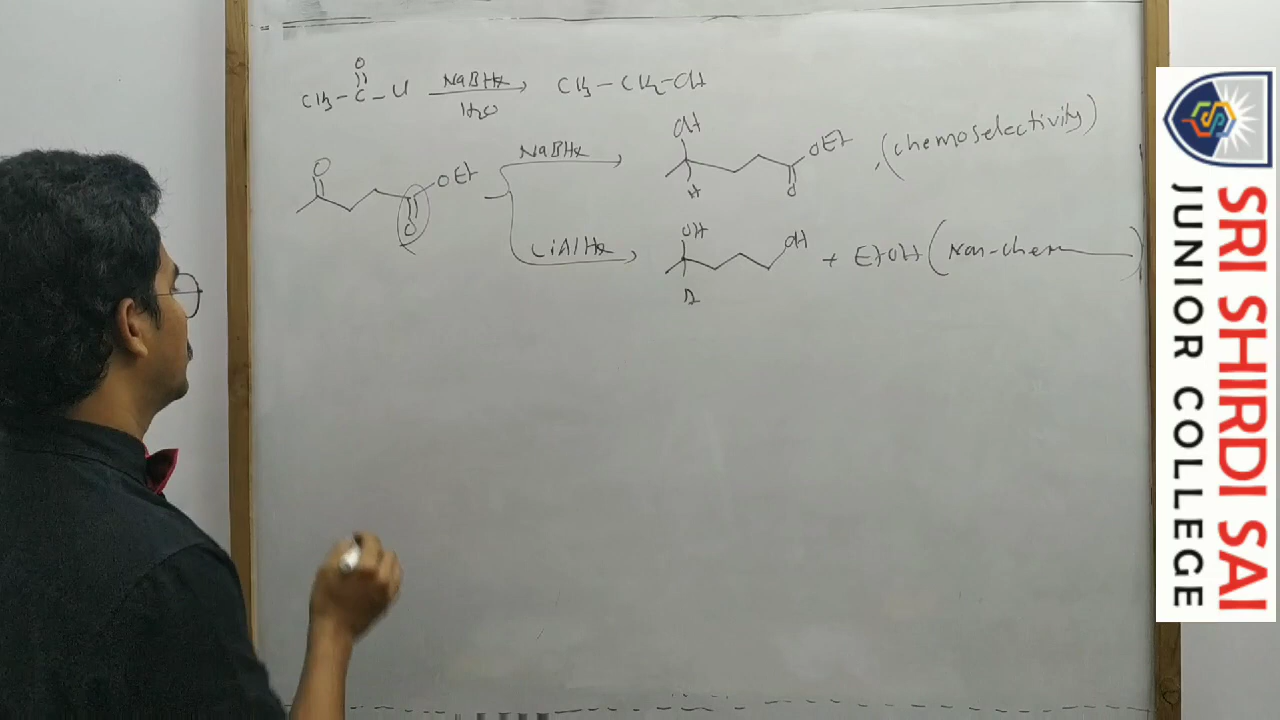 O
CH3 – C – Cl NaBH4 H2O CH3 – CH2 – OH
O OEt O NaBH4 OH H OEt O (chemoselectivity)
LiAlH4 OH OH + EtOH (Non-chem )
SRI SHIRDI SAI
JUNIOR COLLEGE